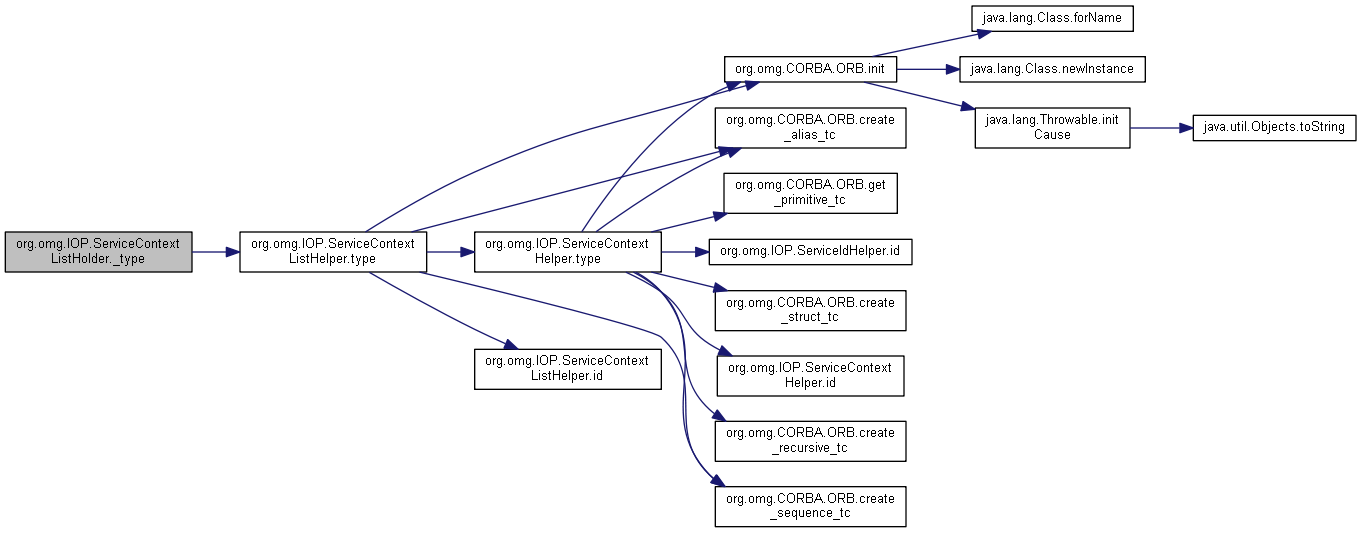 java.lang.Class.forName
org.omg.CORBA.ORB.init
java.lang.Class.newInstance
org.omg.CORBA.ORB.create
_alias_tc
java.lang.Throwable.init
Cause
java.util.Objects.toString
org.omg.CORBA.ORB.get
_primitive_tc
org.omg.IOP.ServiceContext
ListHolder._type
org.omg.IOP.ServiceContext
ListHelper.type
org.omg.IOP.ServiceContext
Helper.type
org.omg.IOP.ServiceIdHelper.id
org.omg.CORBA.ORB.create
_struct_tc
org.omg.IOP.ServiceContext
ListHelper.id
org.omg.IOP.ServiceContext
Helper.id
org.omg.CORBA.ORB.create
_recursive_tc
org.omg.CORBA.ORB.create
_sequence_tc